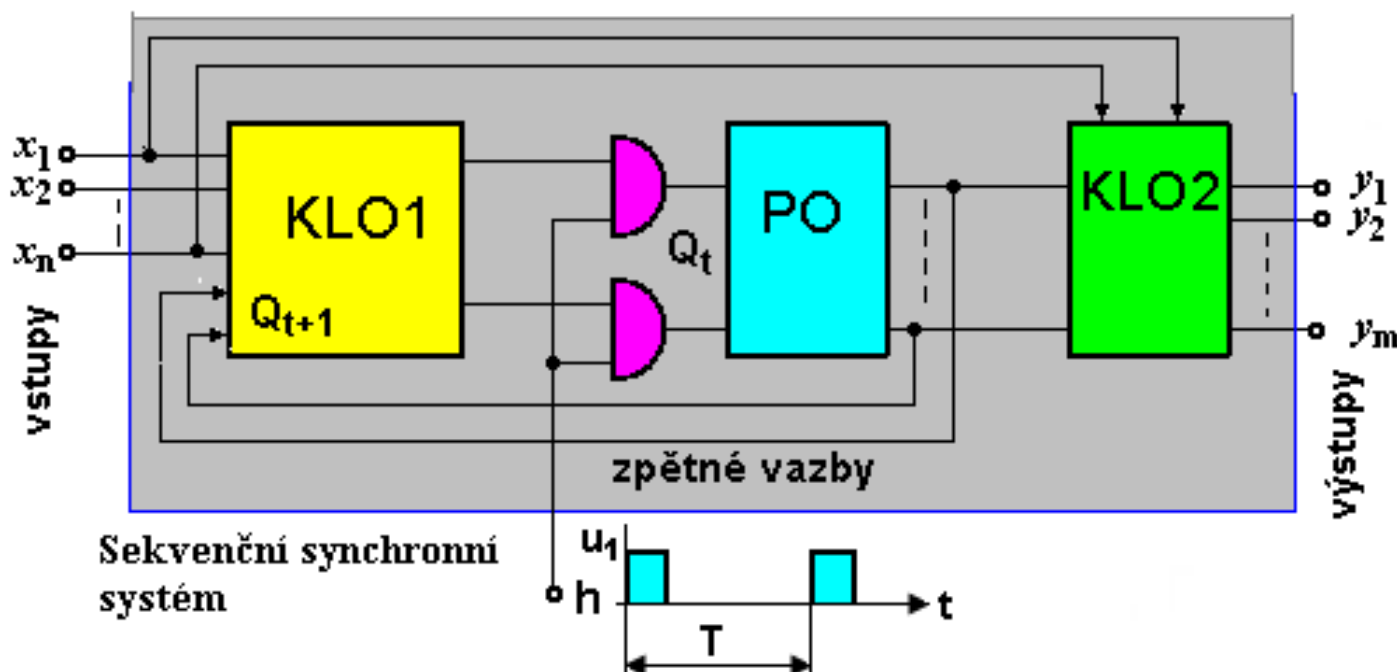 x1
x2
xn
vstupy
KLO1
Qt+1
Qt
PO
KLO2
y1
y2
ym
výstupy
zpětné vazby
Sekvenční synchronní
systém
u1
h
t
T